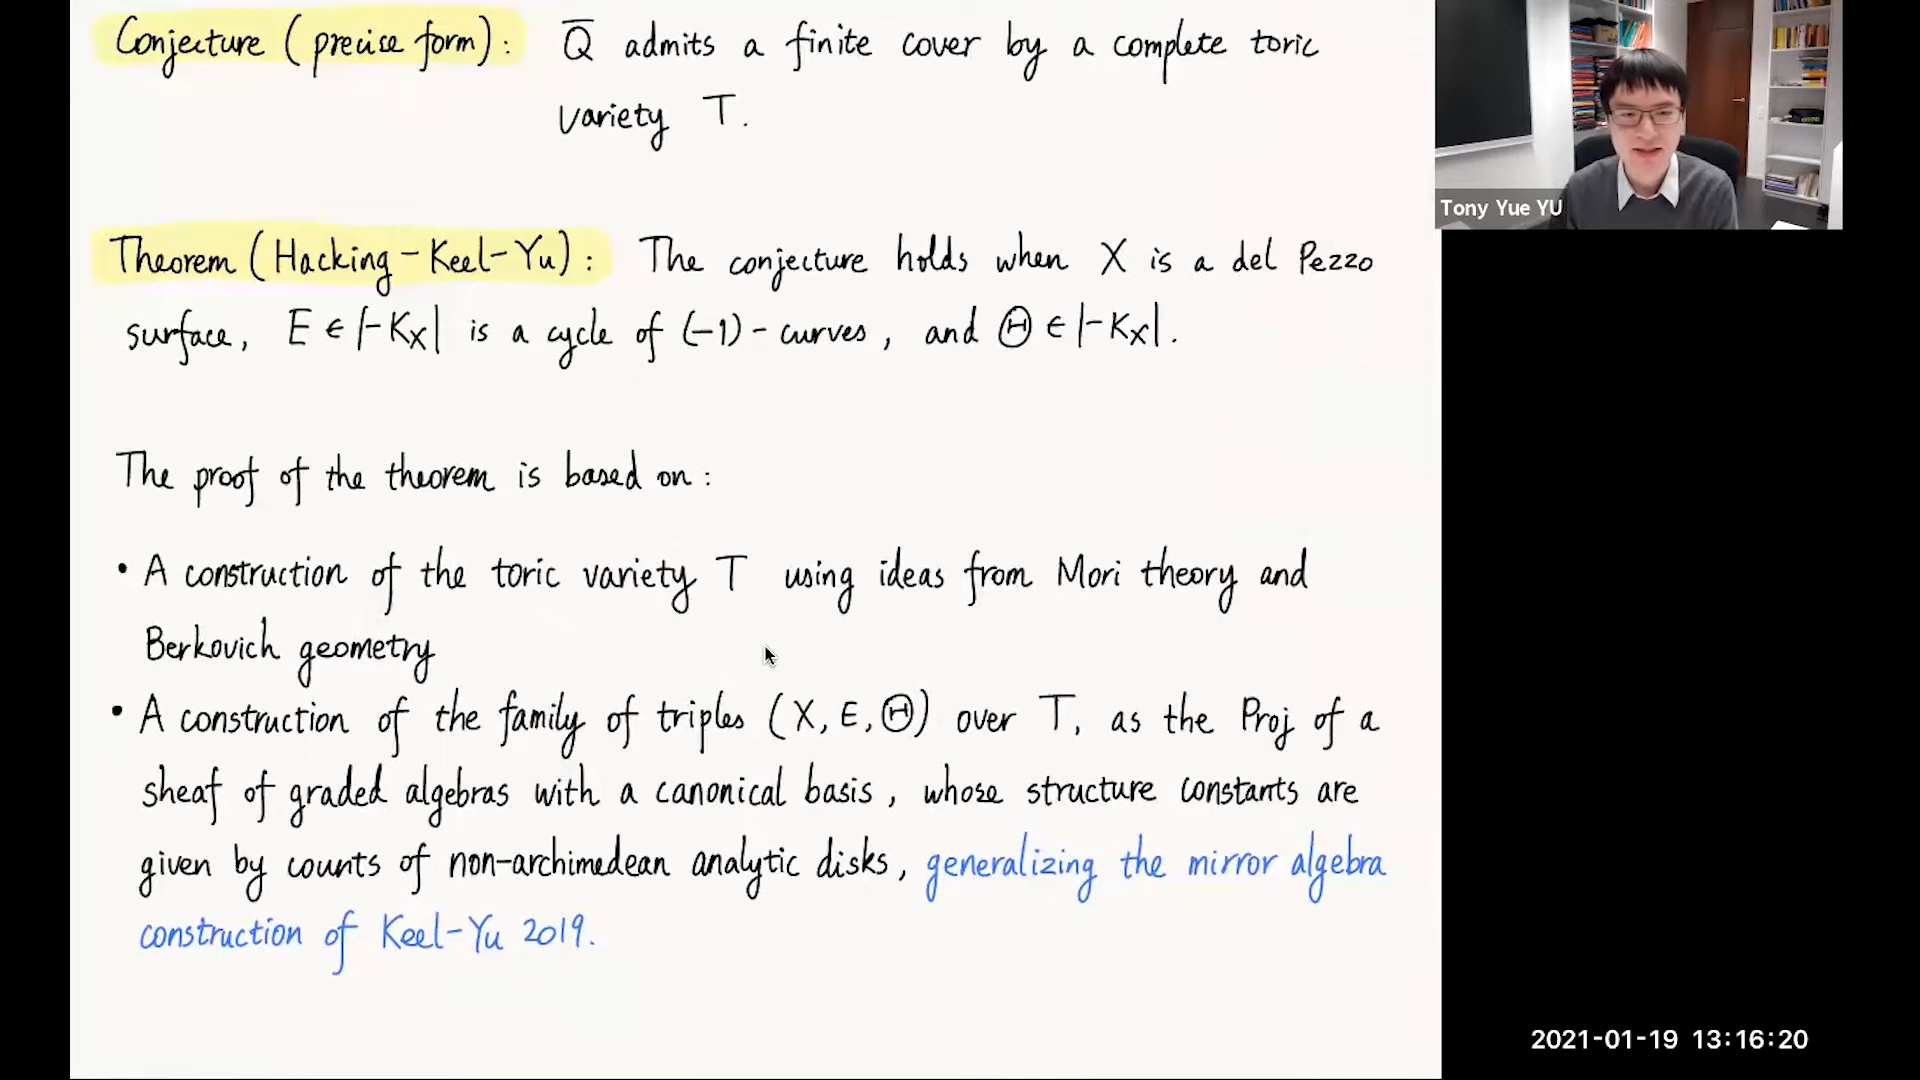 Conjecture (precise form): Q̅ admits a finite cover by a complete toric
variety T.
Theorem (Hacking-Keel-Yu): The conjecture holds when X is a del Pezzo
surface, E ∈ |-K_X| is a cycle of (-1)-curves, and Θ ∈ |-K_X|.
The proof of the theorem is based on:
• A construction of the toric variety T using ideas from Mori theory and
Berkovich geometry
• A construction of the family of triples (X, E, Θ) over T, as the Proj of a
sheaf of graded algebras with a canonical basis, whose structure constants are
given by counts of non-archimedean analytic disks, generalizing the mirror algebra
construction of Keel-Yu 2019.
Tony Yue YU
2021-01-19 13:16:20